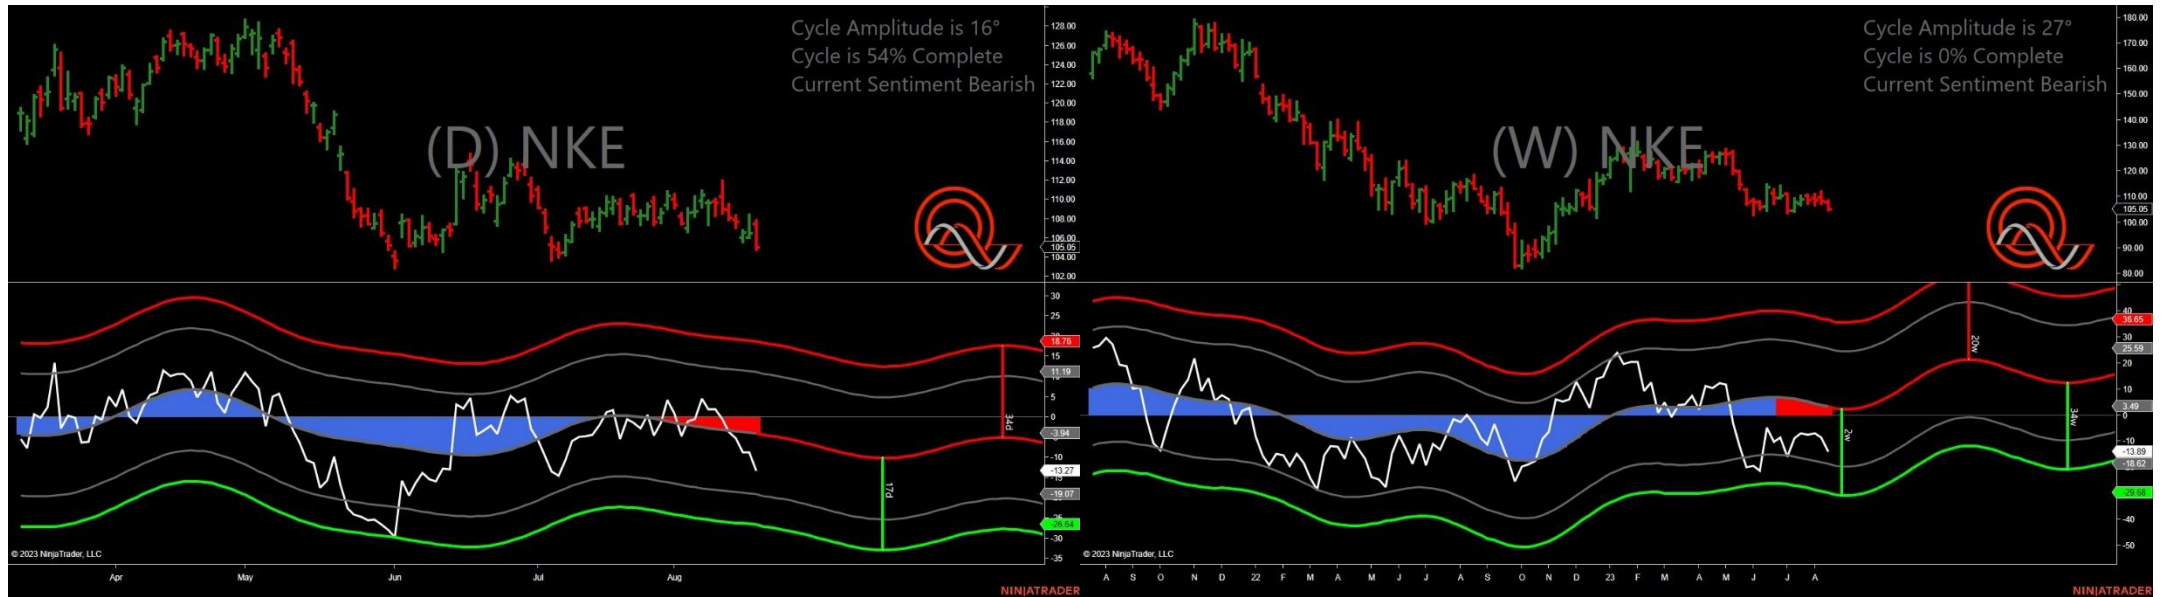 Cycle Amplitude is 16°
Cycle is 54% Complete
Current Sentiment Bearish
(D) NKE
128.00
126.00
124.00
122.00
120.00
118.00
116.00
114.00
112.00
110.00
108.00
106.00
105.05
104.00
102.00
30
25
18.76
15
11.19
5
0
-3.94
-10
-13.27
-19.07
-26.64
-30
-35
34d
17d
© 2023 NinjaTrader, LLC
Apr May Jun Jul Aug
NINJATRADER
Cycle Amplitude is 27°
Cycle is 0% Complete
Current Sentiment Bearish
(W) NKE
180.00
170.00
160.00
150.00
140.00
130.00
120.00
110.00
105.05
100.00
90.00
80.00
40
36.65
30
25.59
20
10
3.49
0
-10
-13.89
-18.62
-29.68
-40
-50
20w
34w
2w
© 2023 NinjaTrader, LLC
A S O N D 22 F M A M J J A S O N D 23 F M A M J J A
NINJATRADER